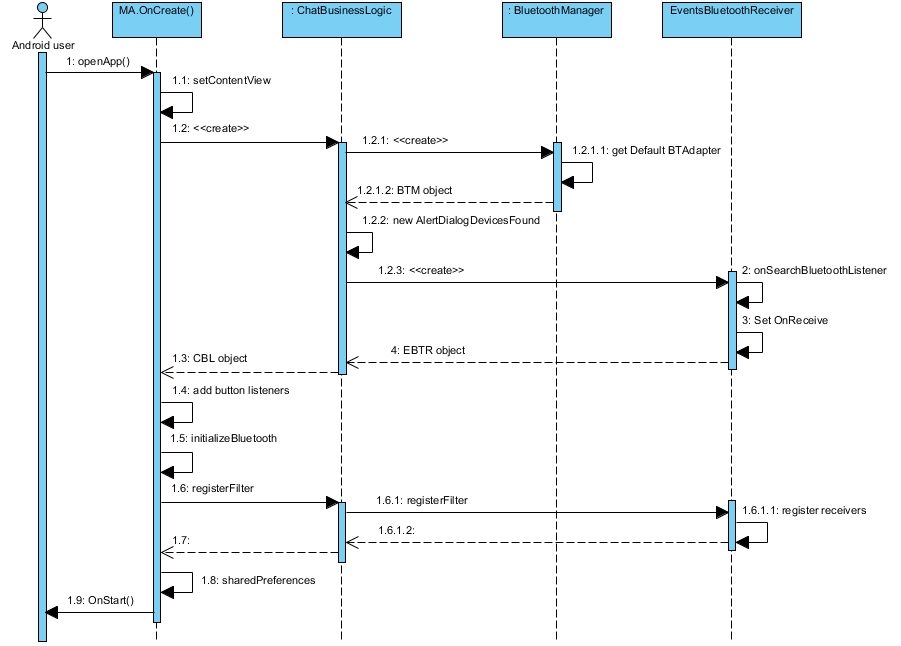 MA.OnCreate()
: ChatBusinessLogic
: BluetoothManager
EventsBluetoothReceiver
Android user
1: openApp()
1.1: setContentView
1.2: <<create>>
1.2.1: <<create>>
1.2.1.1: get Default BTAdapter
1.2.1.2: BTM object
1.2.2: new AlertDialogDevicesFound
1.2.3: <<create>>
2: onSearchBluetoothListener
3: Set OnReceive
4: EBTR object
1.3: CBL object
1.4: add button listeners
1.5: initializeBluetooth
1.6: registerFilter
1.6.1: registerFilter
1.6.1.1: register receivers
1.6.1.2:
1.7:
1.8: sharedPreferences
1.9: OnStart()